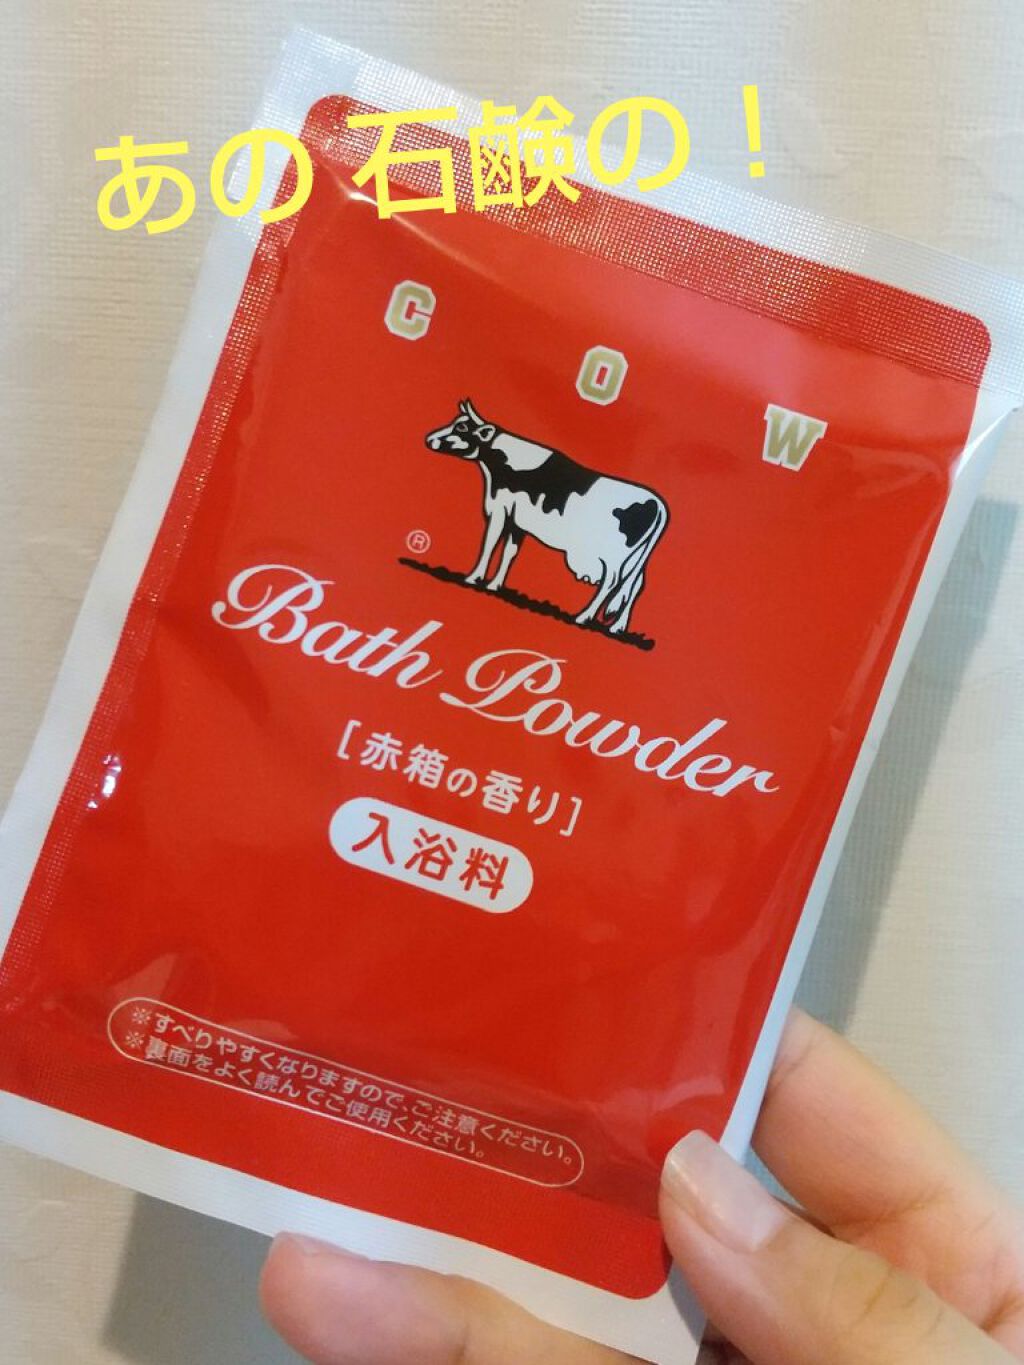 あの 石鹸の！
C O W
®
Bath Powder
[赤箱の香り]
入浴料
※すべりやすくなりますので、ご注意ください。
※裏面をよく読んでご使用ください。